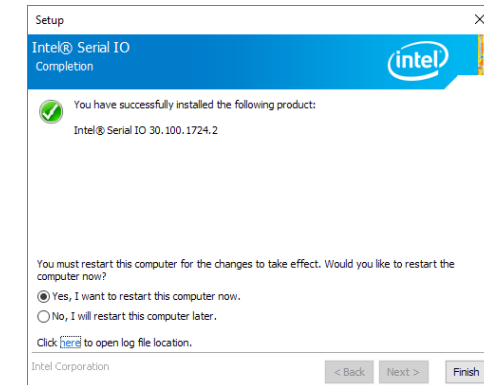 Setup
Intel® Serial IO
Completion
intel
You have successfully installed the following product:
Intel® Serial IO 30.100.1724.2
You must restart this computer for the changes to take effect. Would you like to restart the
computer now?
Yes, I want to restart this computer now.
No, I will restart this computer later.
Click here to open log file location.
Intel Corporation
< Back Next > Finish